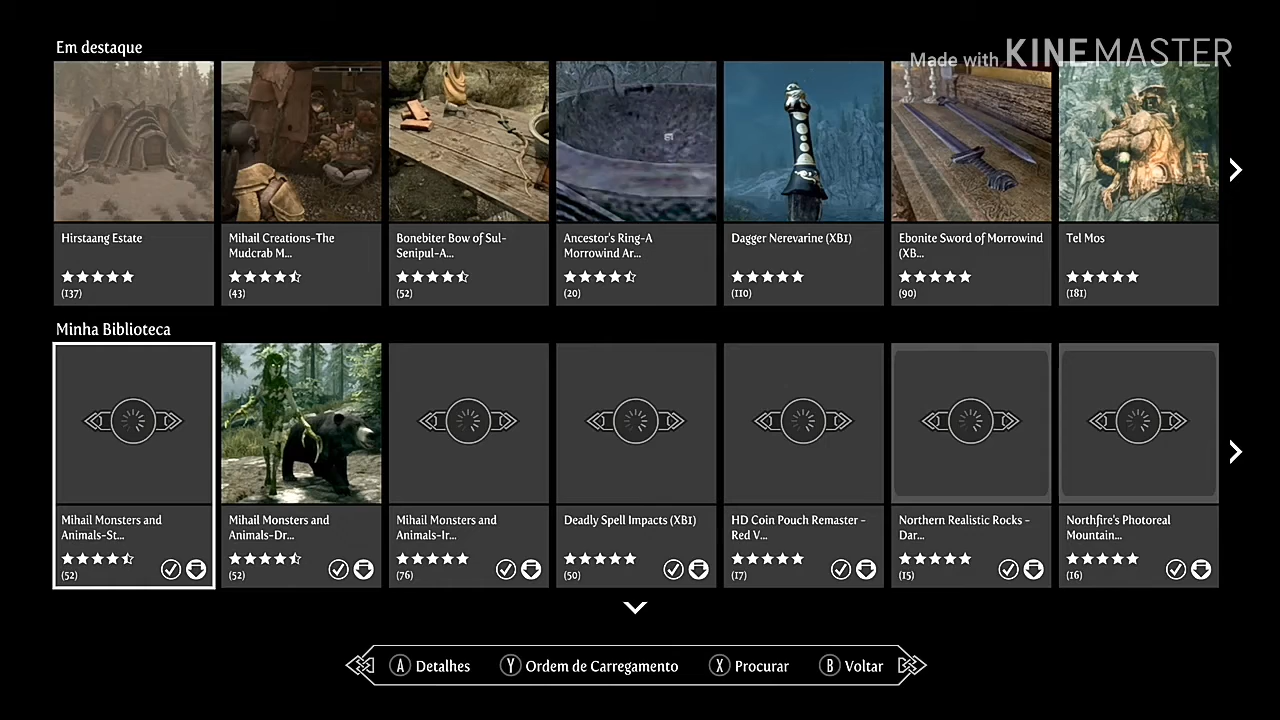 Em destaque
Made with KINEMASTER
Hirstaang Estate
(137)
Mihail Creations-The
Mudcrab M...
(43)
Bonebiter Bow of Sul-
Senipul-A...
(52)
Ancestor's Ring-A
Morrowind Ar...
(20)
Dagger Nerevarine (XB1)
(110)
Ebonite Sword of Morrowind
(XB...
(90)
Tel Mos
(181)
Minha Biblioteca
Mihail Monsters and
Animals-St...
(52)
Mihail Monsters and
Animals-Dr...
(52)
Mihail Monsters and
Animals-Ir...
(76)
Deadly Spell Impacts (XB1)
(50)
HD Coin Pouch Remaster -
Red V...
(17)
Northern Realistic Rocks -
Dar...
(15)
Northfire's Photoreal
Mountain...
(16)
A Detalhes Y Ordem de Carregamento X Procurar B Voltar